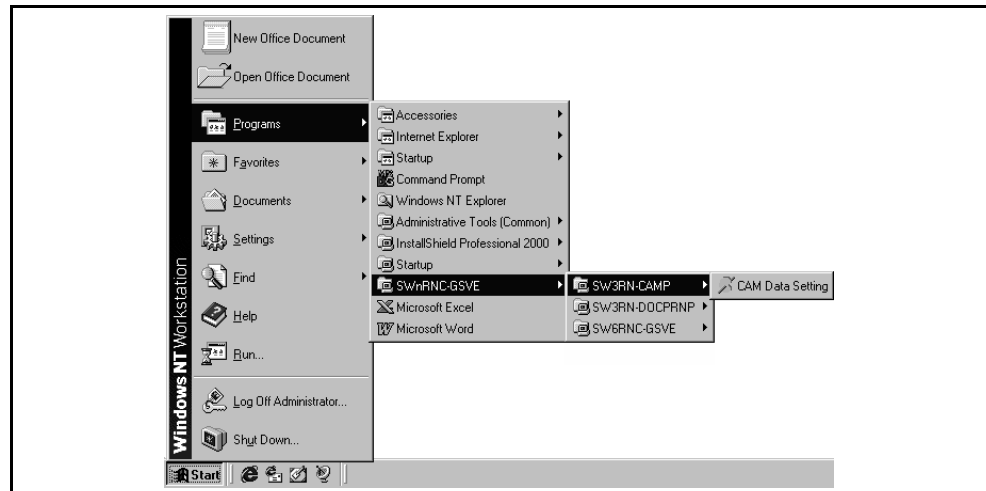 New Office Document
Open Office Document
Programs
Favorites
Documents
Settings
Find
Help
Run...
Log Off Administrator...
Shut Down...
Windows NT Workstation
Accessories
Internet Explorer
Startup
Command Prompt
Windows NT Explorer
Administrative Tools (Common)
InstallShield Professional 2000
Startup
SWnRNC-GSVE
Microsoft Excel
Microsoft Word
SW3RN-CAMP
SW3RN-DOCPRNP
SW6RNC-GSVE
CAM Data Setting
Start